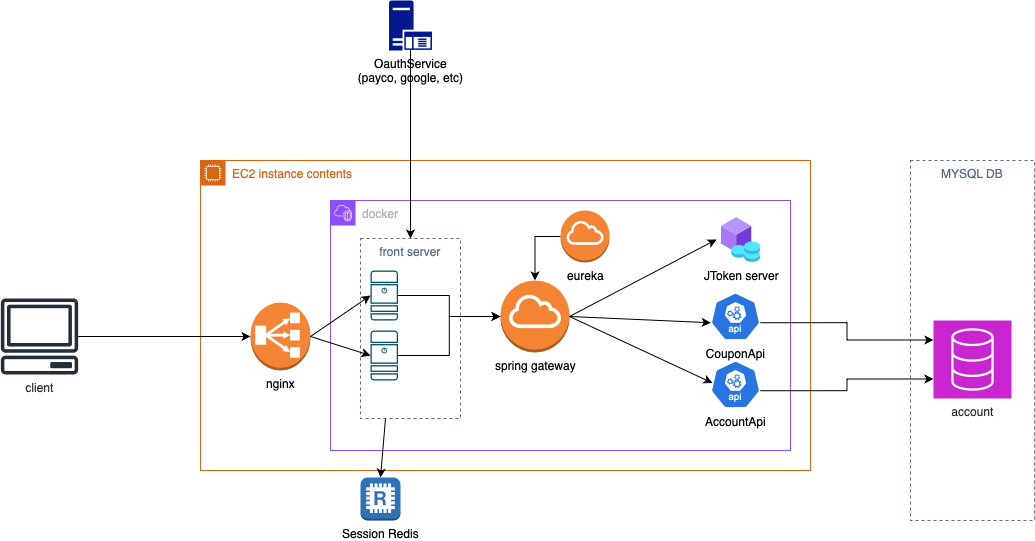 OauthService
(payco, google, etc)
EC2 instance contents
MYSQL DB
docker
front server
eureka
JToken server
api
CouponApi
spring gateway
nginx
client
api
AccountApi
account
R
Session Redis